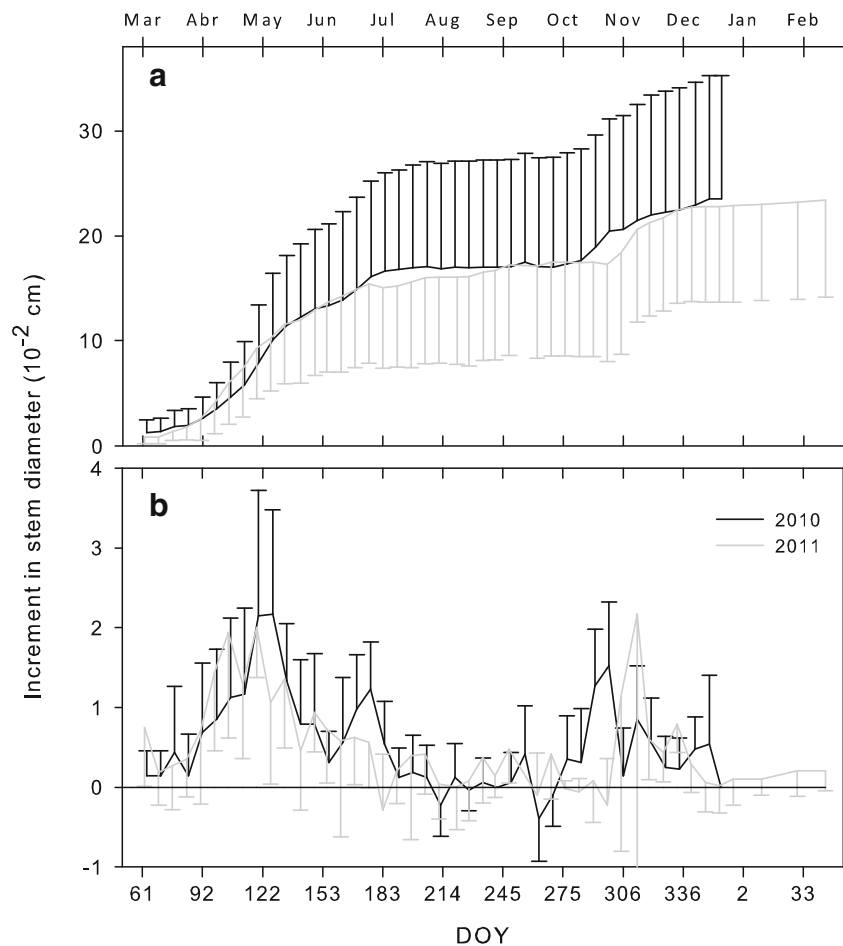 Mar Abr May Jun Jul Aug Sep Oct Nov Dec Jan Feb
a
30
20
10
0
Increment in stem diameter (10⁻² cm)
b
4
3
2
1
0
-1
2010
2011
61 92 122 153 183 214 245 275 306 336 2 33
DOY